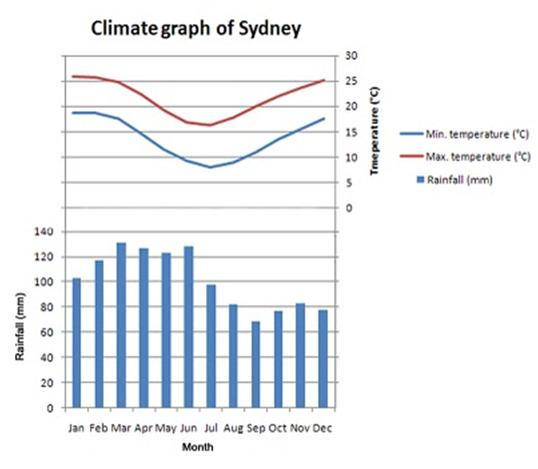 Climate graph of Sydney
30
25
20
15
10
5
0
Tmeperature (°C)
Min. temperature (°C)
Max. temperature (°C)
Rainfall (mm)
140
120
100
80
60
40
20
0
Rainfall (mm)
Jan Feb Mar Apr May Jun Jul Aug Sep Oct Nov Dec
Month